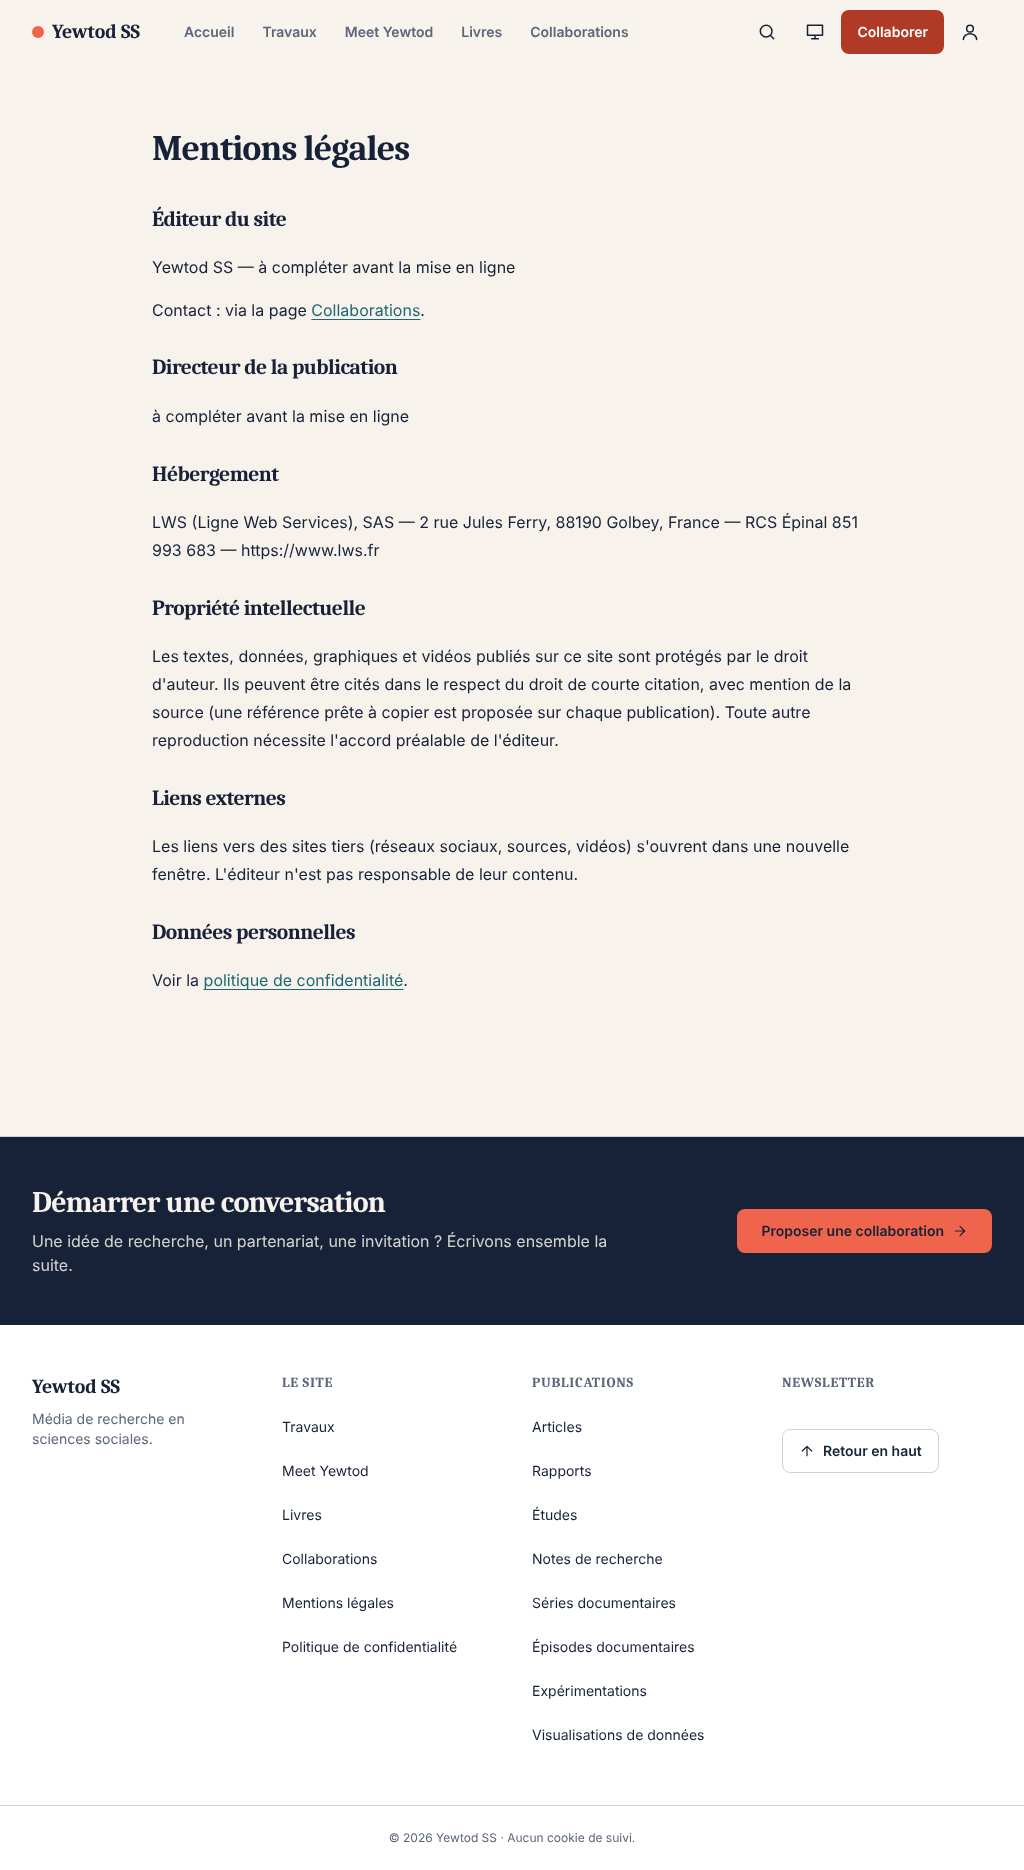 Yewtod SS
Accueil
Travaux
Meet Yewtod
Livres
Collaborations
Collaborer
Mentions légales
Éditeur du site
Yewtod SS — à compléter avant la mise en ligne
Contact : via la page Collaborations.
Directeur de la publication
à compléter avant la mise en ligne
Hébergement
LWS (Ligne Web Services), SAS — 2 rue Jules Ferry, 88190 Golbey, France — RCS Épinal 851
993 683 — https://www.lws.fr
Propriété intellectuelle
Les textes, données, graphiques et vidéos publiés sur ce site sont protégés par le droit
d'auteur. Ils peuvent être cités dans le respect du droit de courte citation, avec mention de la
source (une référence prête à copier est proposée sur chaque publication). Toute autre
reproduction nécessite l'accord préalable de l'éditeur.
Liens externes
Les liens vers des sites tiers (réseaux sociaux, sources, vidéos) s'ouvrent dans une nouvelle
fenêtre. L'éditeur n'est pas responsable de leur contenu.
Données personnelles
Voir la politique de confidentialité.
Démarrer une conversation
Une idée de recherche, un partenariat, une invitation ? Écrivons ensemble la
suite.
Proposer une collaboration
Yewtod SS
Média de recherche en
sciences sociales.
LE SITE
Travaux
Meet Yewtod
Livres
Collaborations
Mentions légales
Politique de confidentialité
PUBLICATIONS
Articles
Rapports
Études
Notes de recherche
Séries documentaires
Épisodes documentaires
Expérimentations
Visualisations de données
NEWSLETTER
Retour en haut
© 2026 Yewtod SS · Aucun cookie de suivi.